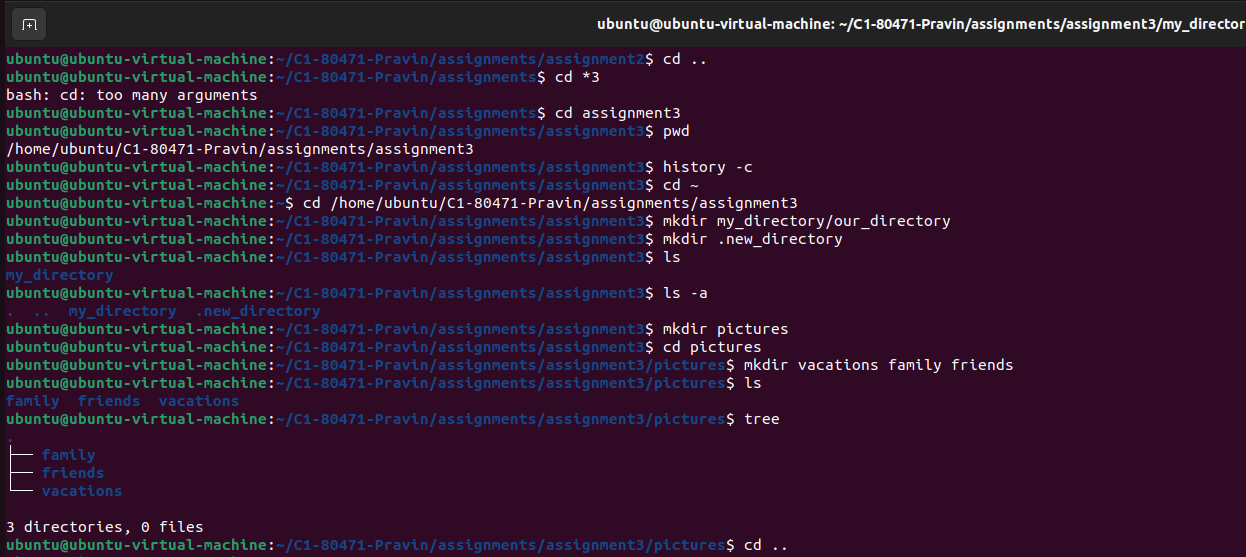 ubuntu@ubuntu-virtual-machine: ~/C1-80471-Pravin/assignments/assignment3/my_director
ubuntu@ubuntu-virtual-machine:~/C1-80471-Pravin/assignments/assignment2$ cd ..
ubuntu@ubuntu-virtual-machine:~/C1-80471-Pravin/assignments$ cd *3
bash: cd: too many arguments
ubuntu@ubuntu-virtual-machine:~/C1-80471-Pravin/assignments$ cd assignment3
ubuntu@ubuntu-virtual-machine:~/C1-80471-Pravin/assignments/assignment3$ pwd
/home/ubuntu/C1-80471-Pravin/assignments/assignment3
ubuntu@ubuntu-virtual-machine:~/C1-80471-Pravin/assignments/assignment3$ history -c
ubuntu@ubuntu-virtual-machine:~/C1-80471-Pravin/assignments/assignment3$ cd ~
ubuntu@ubuntu-virtual-machine:~$ cd /home/ubuntu/C1-80471-Pravin/assignments/assignment3
ubuntu@ubuntu-virtual-machine:~/C1-80471-Pravin/assignments/assignment3$ mkdir my_directory/our_directory
ubuntu@ubuntu-virtual-machine:~/C1-80471-Pravin/assignments/assignment3$ mkdir .new_directory
ubuntu@ubuntu-virtual-machine:~/C1-80471-Pravin/assignments/assignment3$ ls
my_directory
ubuntu@ubuntu-virtual-machine:~/C1-80471-Pravin/assignments/assignment3$ ls -a
.  ..  my_directory  .new_directory
ubuntu@ubuntu-virtual-machine:~/C1-80471-Pravin/assignments/assignment3$ mkdir pictures
ubuntu@ubuntu-virtual-machine:~/C1-80471-Pravin/assignments/assignment3$ cd pictures
ubuntu@ubuntu-virtual-machine:~/C1-80471-Pravin/assignments/assignment3/pictures$ mkdir vacations family friends
ubuntu@ubuntu-virtual-machine:~/C1-80471-Pravin/assignments/assignment3/pictures$ ls
family  friends  vacations
ubuntu@ubuntu-virtual-machine:~/C1-80471-Pravin/assignments/assignment3/pictures$ tree
.
├── family
├── friends
└── vacations
3 directories, 0 files
ubuntu@ubuntu-virtual-machine:~/C1-80471-Pravin/assignments/assignment3/pictures$ cd ..